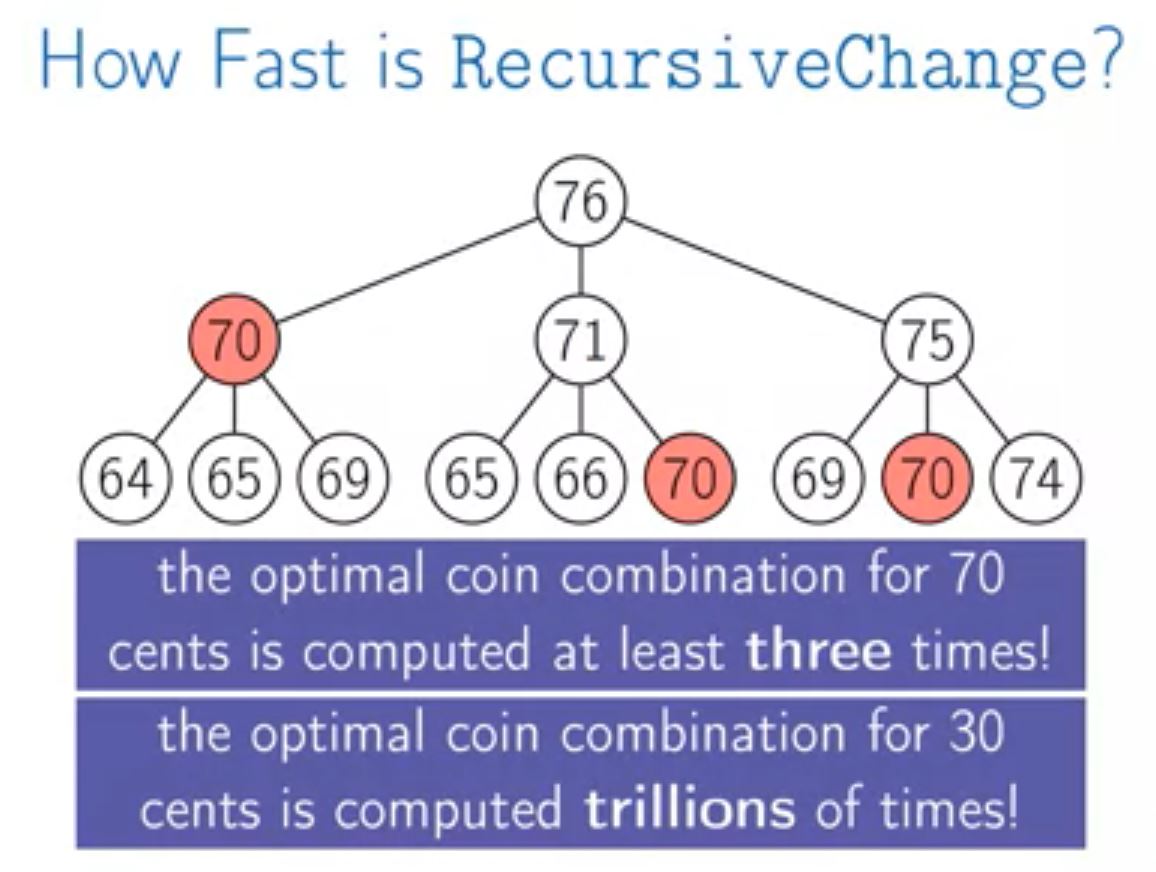 How Fast is RecursiveChange?
76
70 71 75
64 65 69 65 66 70 69 70 74
the optimal coin combination for 70
cents is computed at least three times!
the optimal coin combination for 30
cents is computed trillions of times!